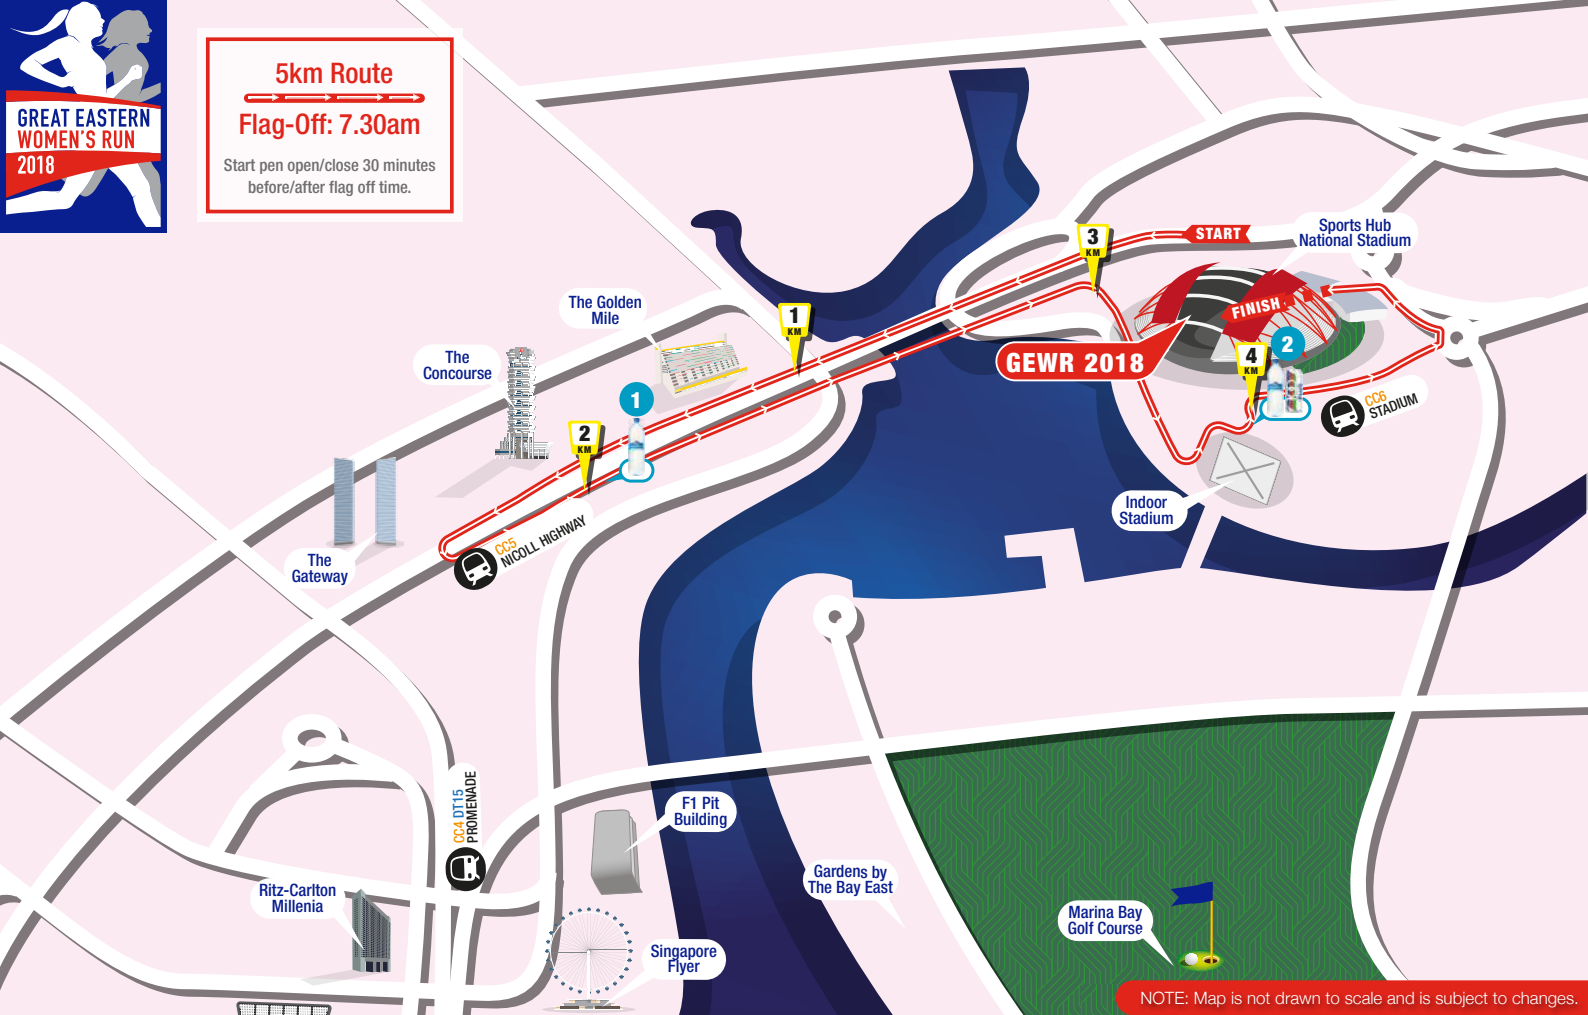 GREAT EASTERN
WOMEN'S RUN
2018
5km Route
Flag-Off: 7.30am
Start pen open/close 30 minutes
before/after flag off time.
START
Sports Hub
National Stadium
3
KM
The Golden
Mile
1
KM
FINISH
2
4
KM
GEWR 2018
The
Concourse
1
2
KM
CC6
STADIUM
Indoor
Stadium
CC5
NICOLL HIGHWAY
The
Gateway
CC4 DT15
PROMENADE
F1 Pit
Building
Gardens by
The Bay East
Ritz-Carlton
Millenia
Marina Bay
Golf Course
Singapore
Flyer
NOTE: Map is not drawn to scale and is subject to changes.